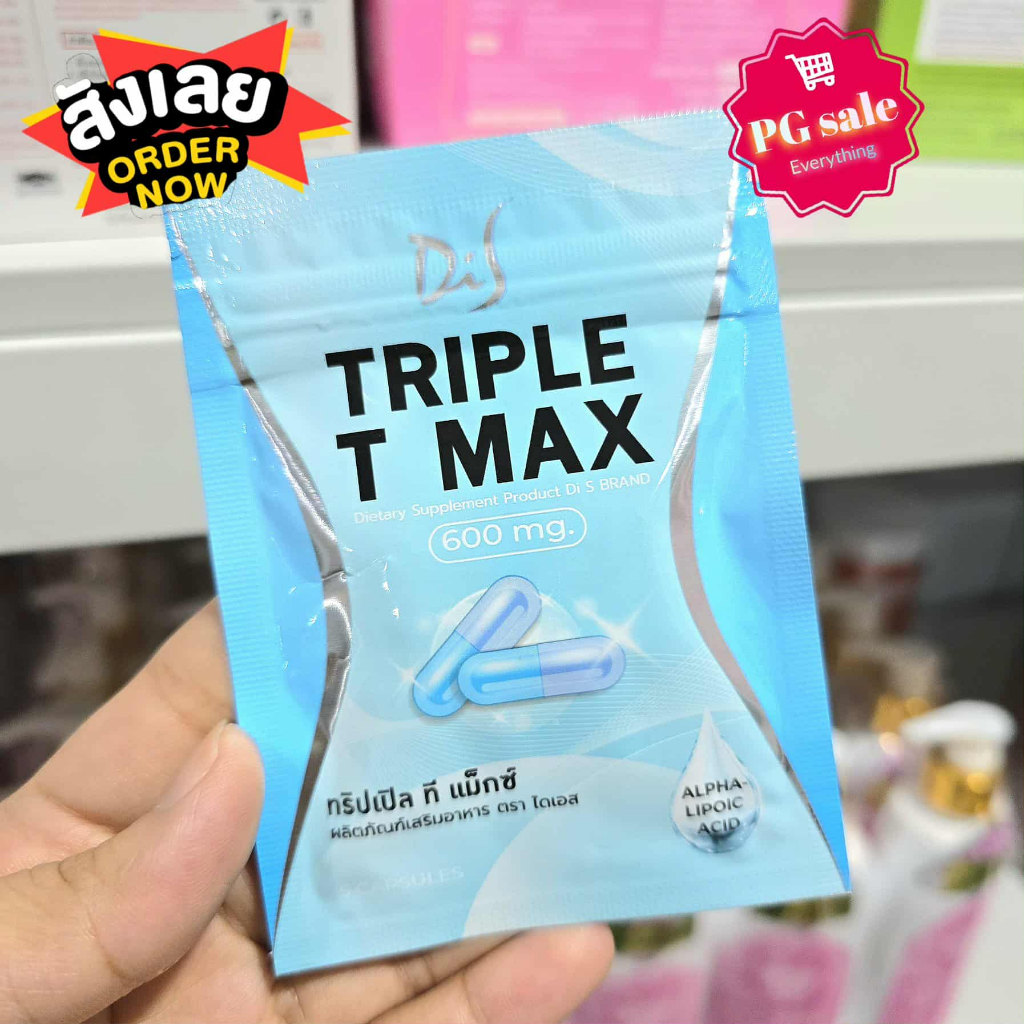 สั่งเลย
ORDER
NOW
PG sale
Everything
Di S
TRIPLE
T MAX
Dietary Supplement Product Di S BRAND
600 mg.
ทริปเปิล ที แม็กซ์
ผลิตภัณฑ์เสริมอาหาร ตรา ไดเอส
ALPHA-
LIPOIC
ACID
CAPSULES